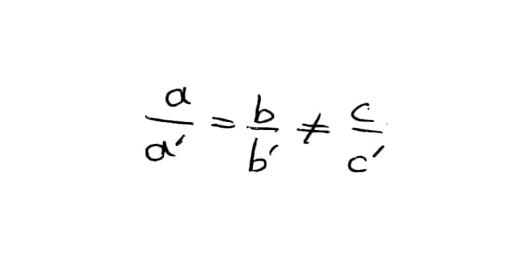 a/a′ = b/b′ ≠ c/c′